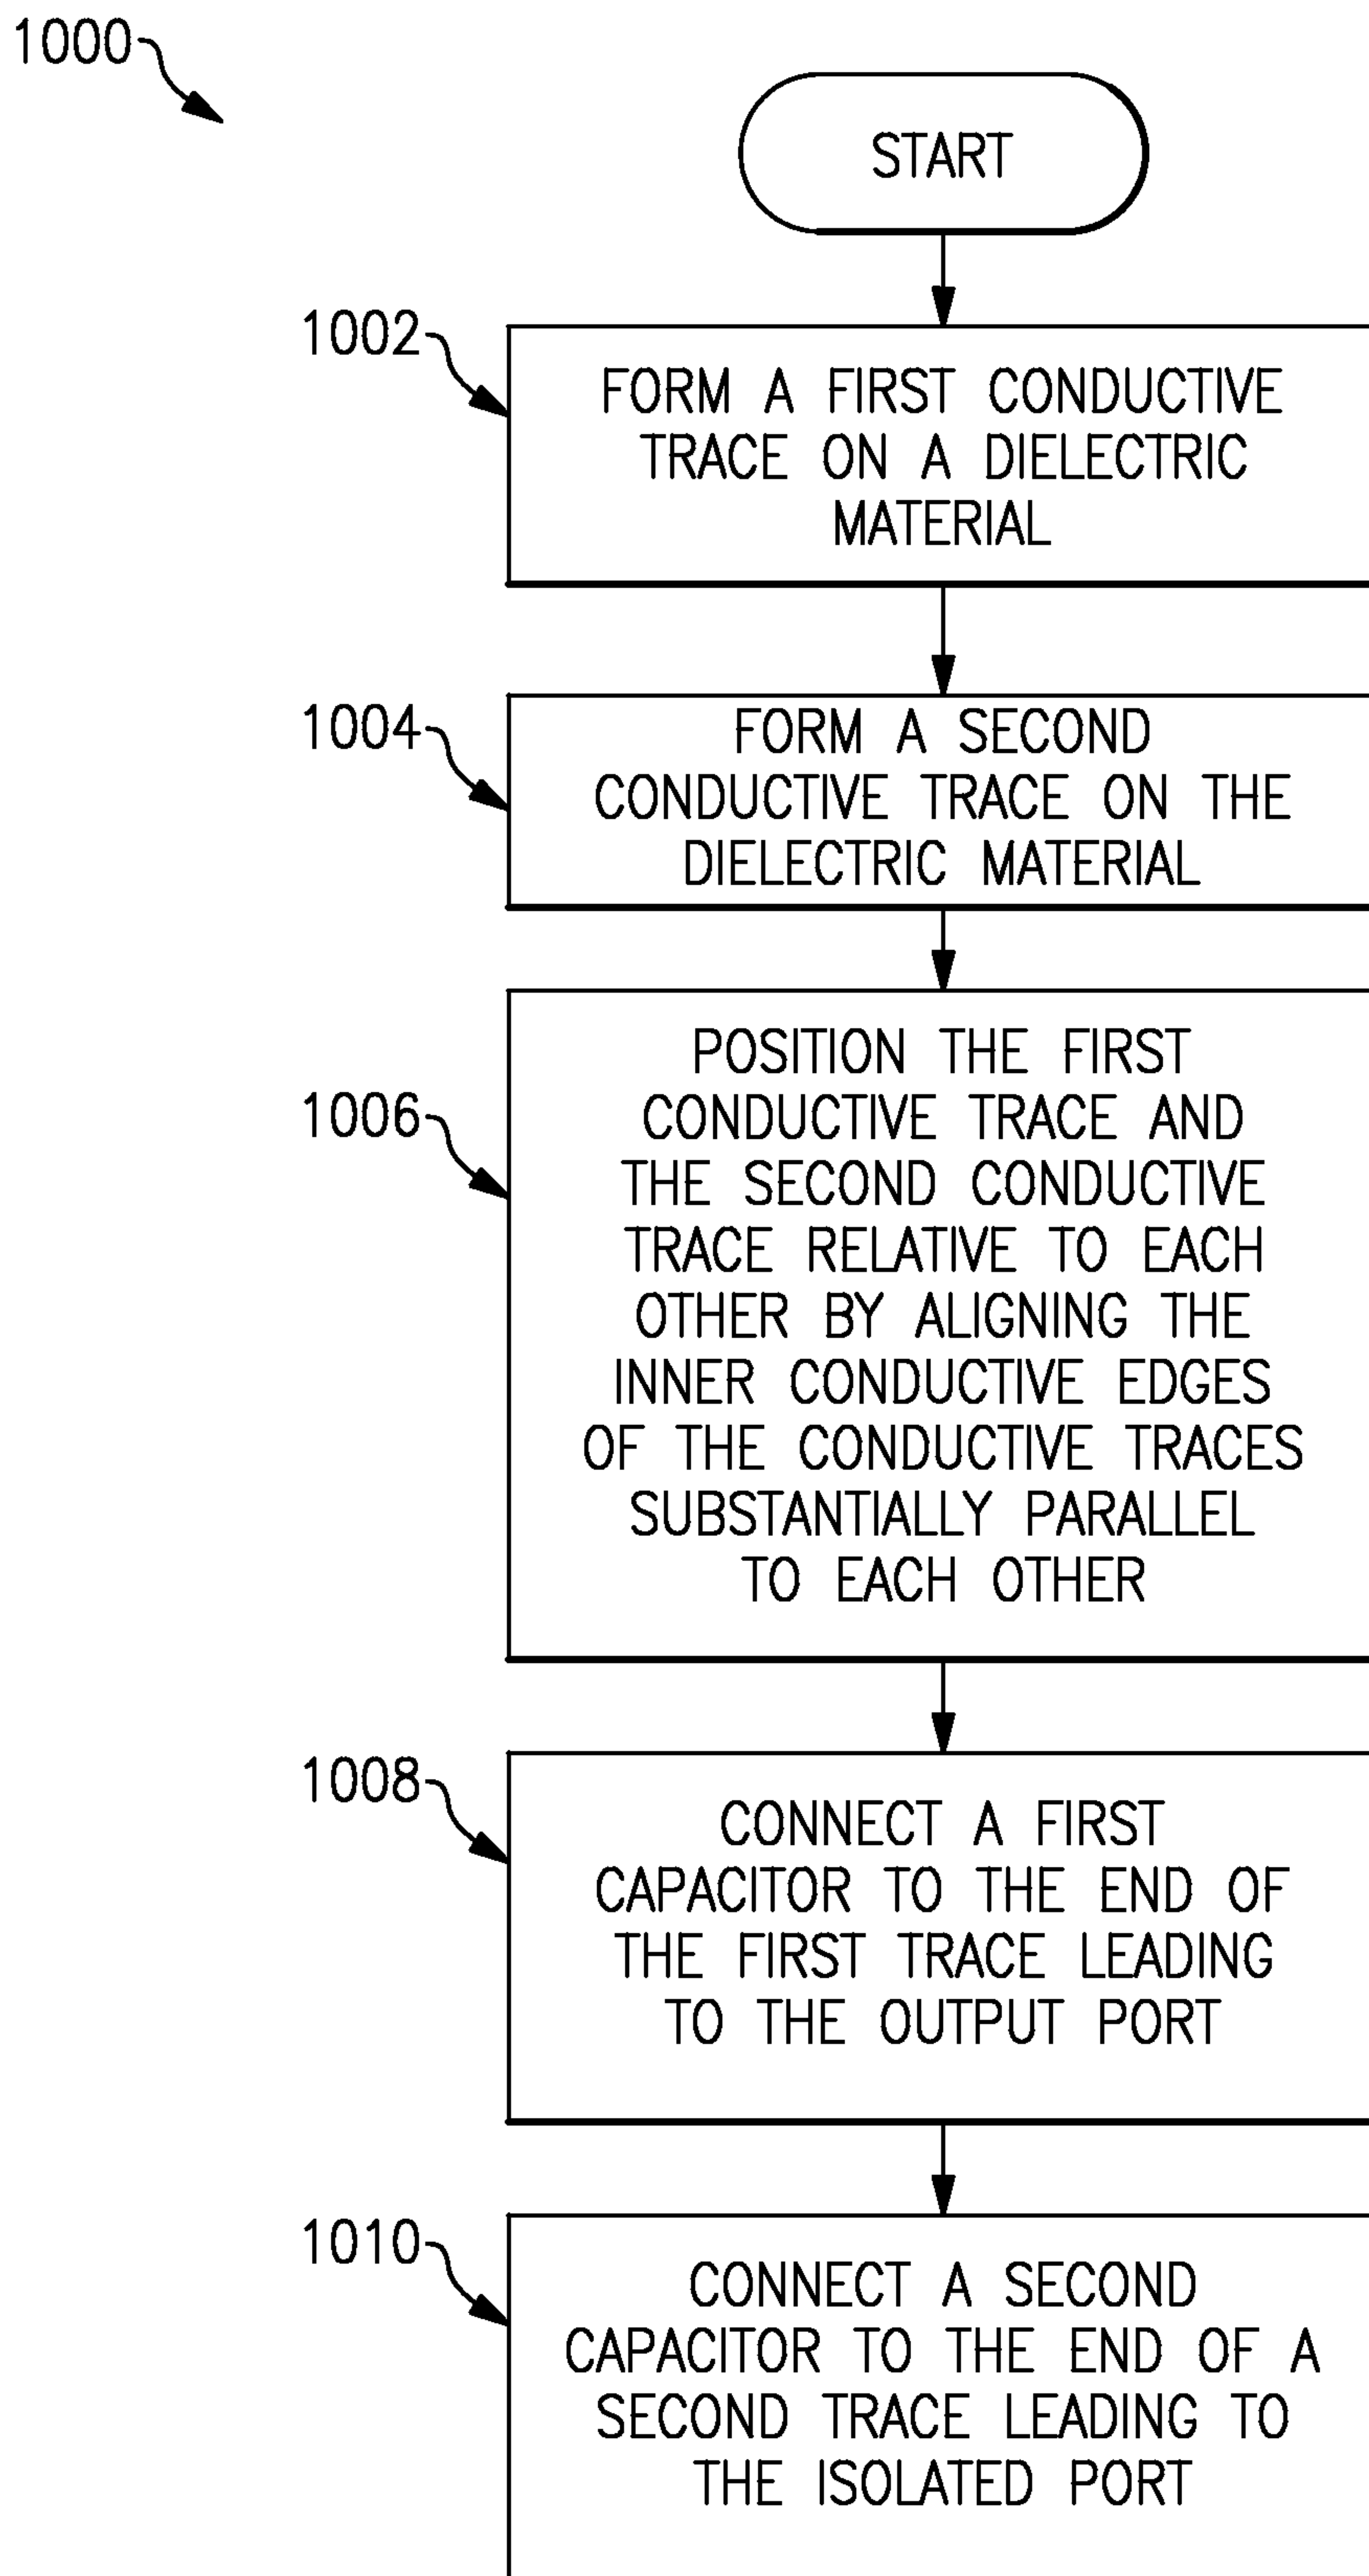 1000
START
1002
FORM A FIRST CONDUCTIVE
TRACE ON A DIELECTRIC
MATERIAL
1004
FORM A SECOND
CONDUCTIVE TRACE ON THE
DIELECTRIC MATERIAL
1006
POSITION THE FIRST
CONDUCTIVE TRACE AND
THE SECOND CONDUCTIVE
TRACE RELATIVE TO EACH
OTHER BY ALIGNING THE
INNER CONDUCTIVE EDGES
OF THE CONDUCTIVE TRACES
SUBSTANTIALLY PARALLEL
TO EACH OTHER
1008
CONNECT A FIRST
CAPACITOR TO THE END OF
THE FIRST TRACE LEADING
TO THE OUTPUT PORT
1010
CONNECT A SECOND
CAPACITOR TO THE END OF A
SECOND TRACE LEADING TO
THE ISOLATED PORT